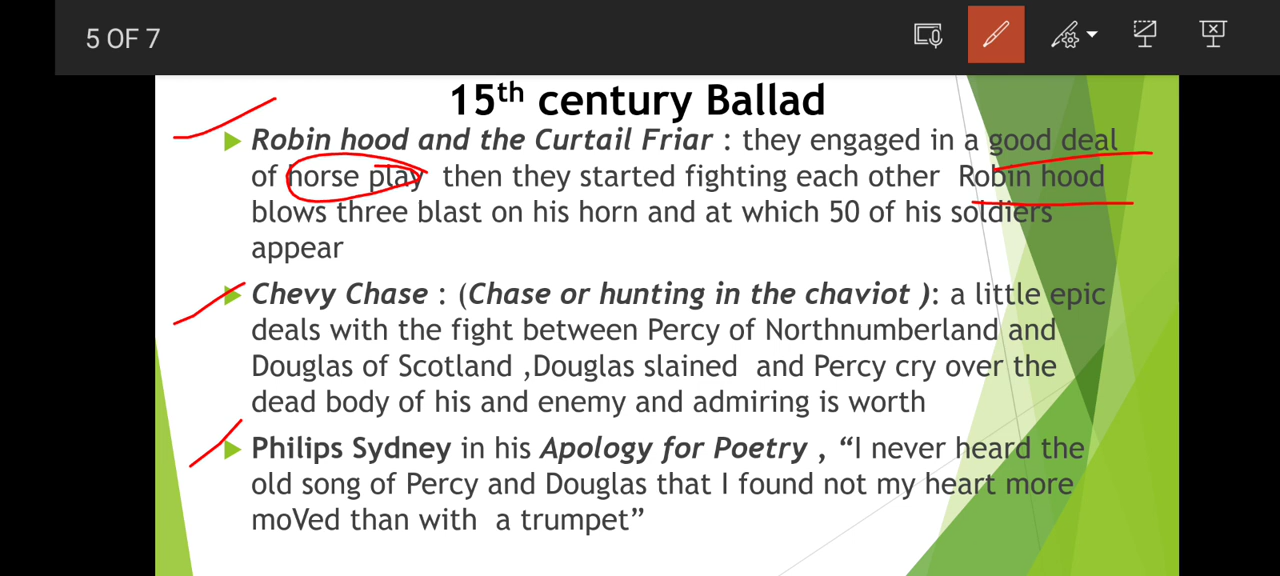 5 OF 7
15th century Ballad
Robin hood and the Curtail Friar : they engaged in a good deal
of horse play then they started fighting each other Robin hood
blows three blast on his horn and at which 50 of his soldiers
appear
Chevy Chase : (Chase or hunting in the chaviot ): a little epic
deals with the fight between Percy of Northnumberland and
Douglas of Scotland ,Douglas slained and Percy cry over the
dead body of his and enemy and admiring is worth
Philips Sydney in his Apology for Poetry , “I never heard the
old song of Percy and Douglas that I found not my heart more
moVed than with a trumpet”